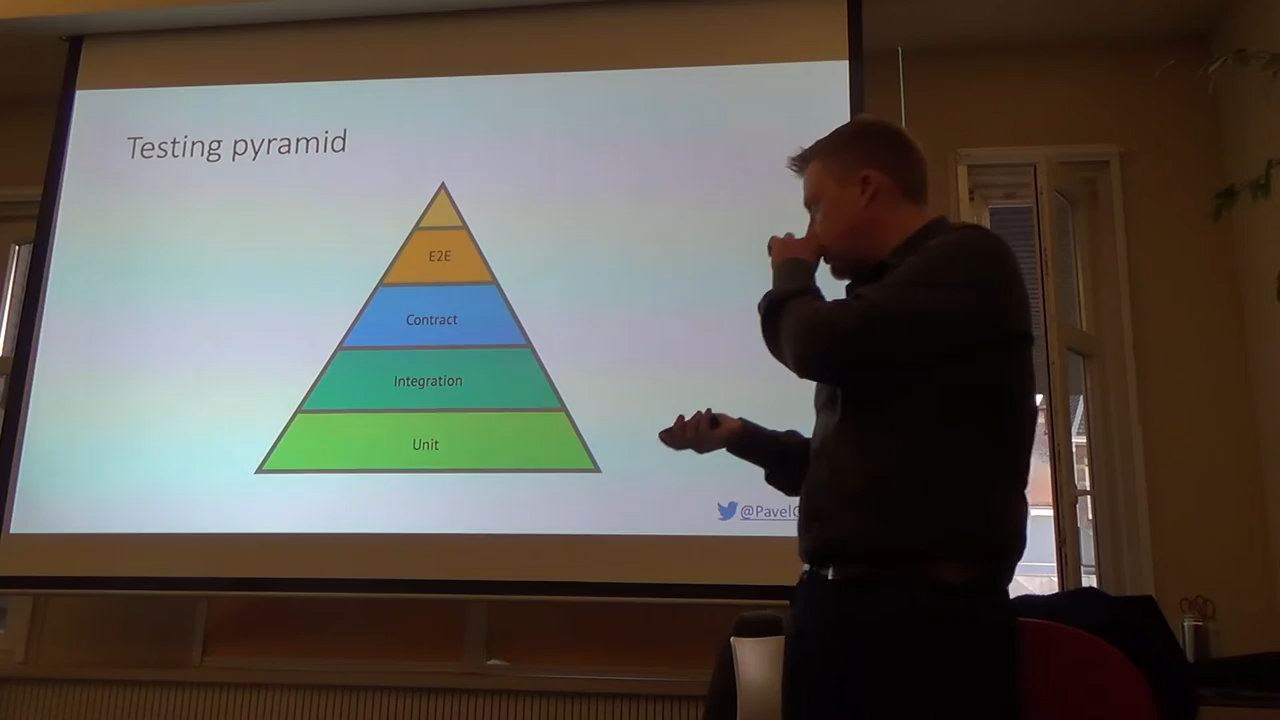 Testing pyramid
E2E
Contract
Integration
Unit